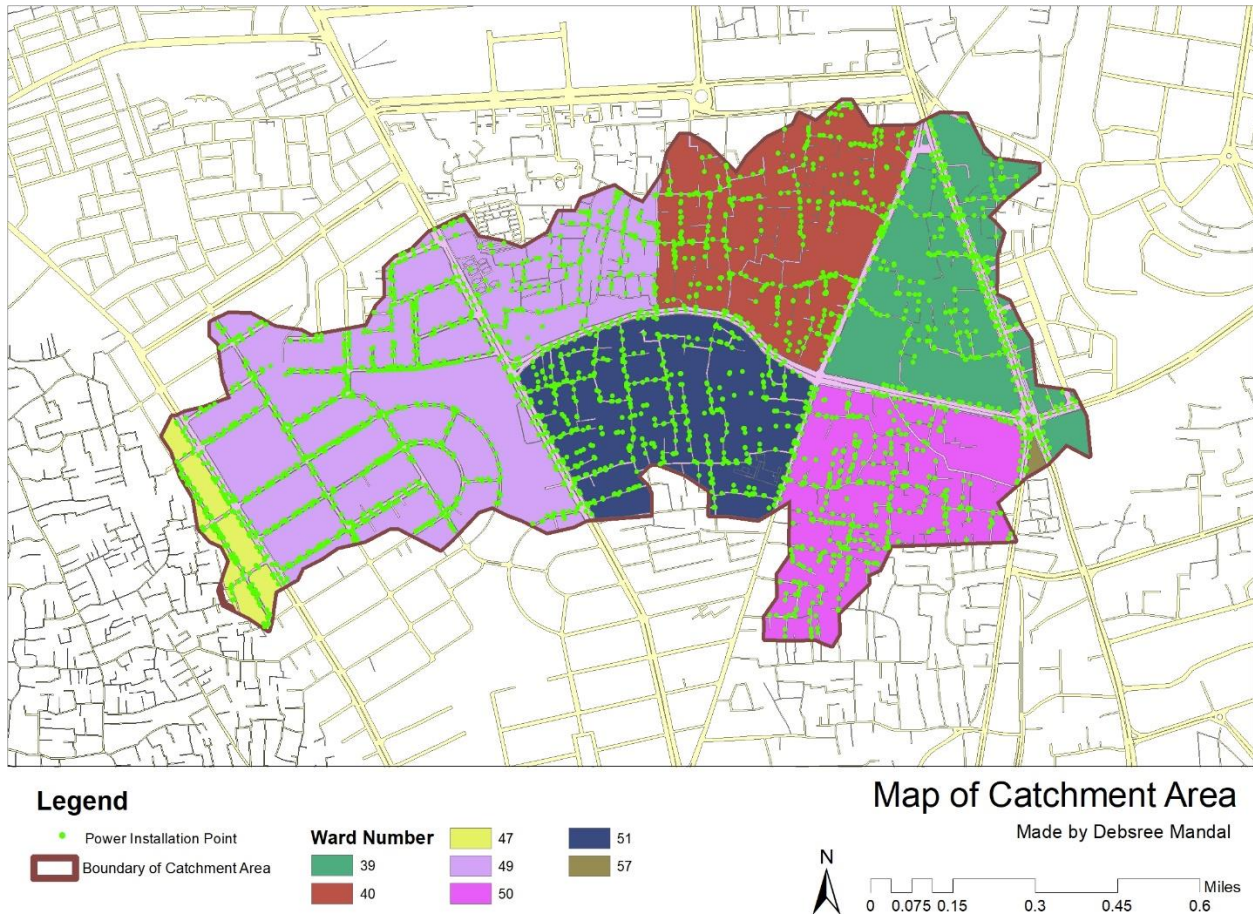 Legend
Power Installation Point
Boundary of Catchment Area
Ward Number
39
40
47
49
50
51
57
Map of Catchment Area
Made by Debsree Mandal
N
Miles
0 0.075 0.15 0.3 0.45 0.6